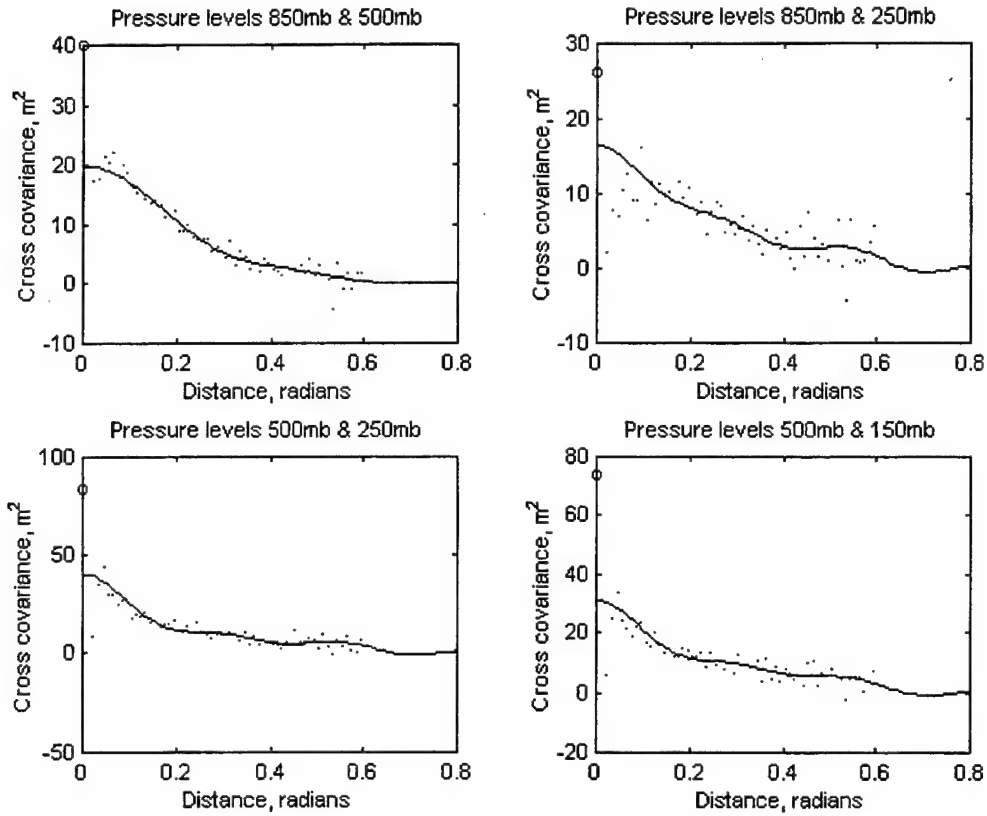 Pressure levels 850mb & 500mb
40
30
20
10
0
-10
Cross covariance, m²
0 0.2 0.4 0.6 0.8
Distance, radians
Pressure levels 850mb & 250mb
30
20
10
0
-10
Cross covariance, m²
0 0.2 0.4 0.6 0.8
Distance, radians
Pressure levels 500mb & 250mb
100
50
0
-50
Cross covariance, m²
0 0.2 0.4 0.6 0.8
Distance, radians
Pressure levels 500mb & 150mb
80
60
40
20
0
-20
Cross covariance, m²
0 0.2 0.4 0.6 0.8
Distance, radians